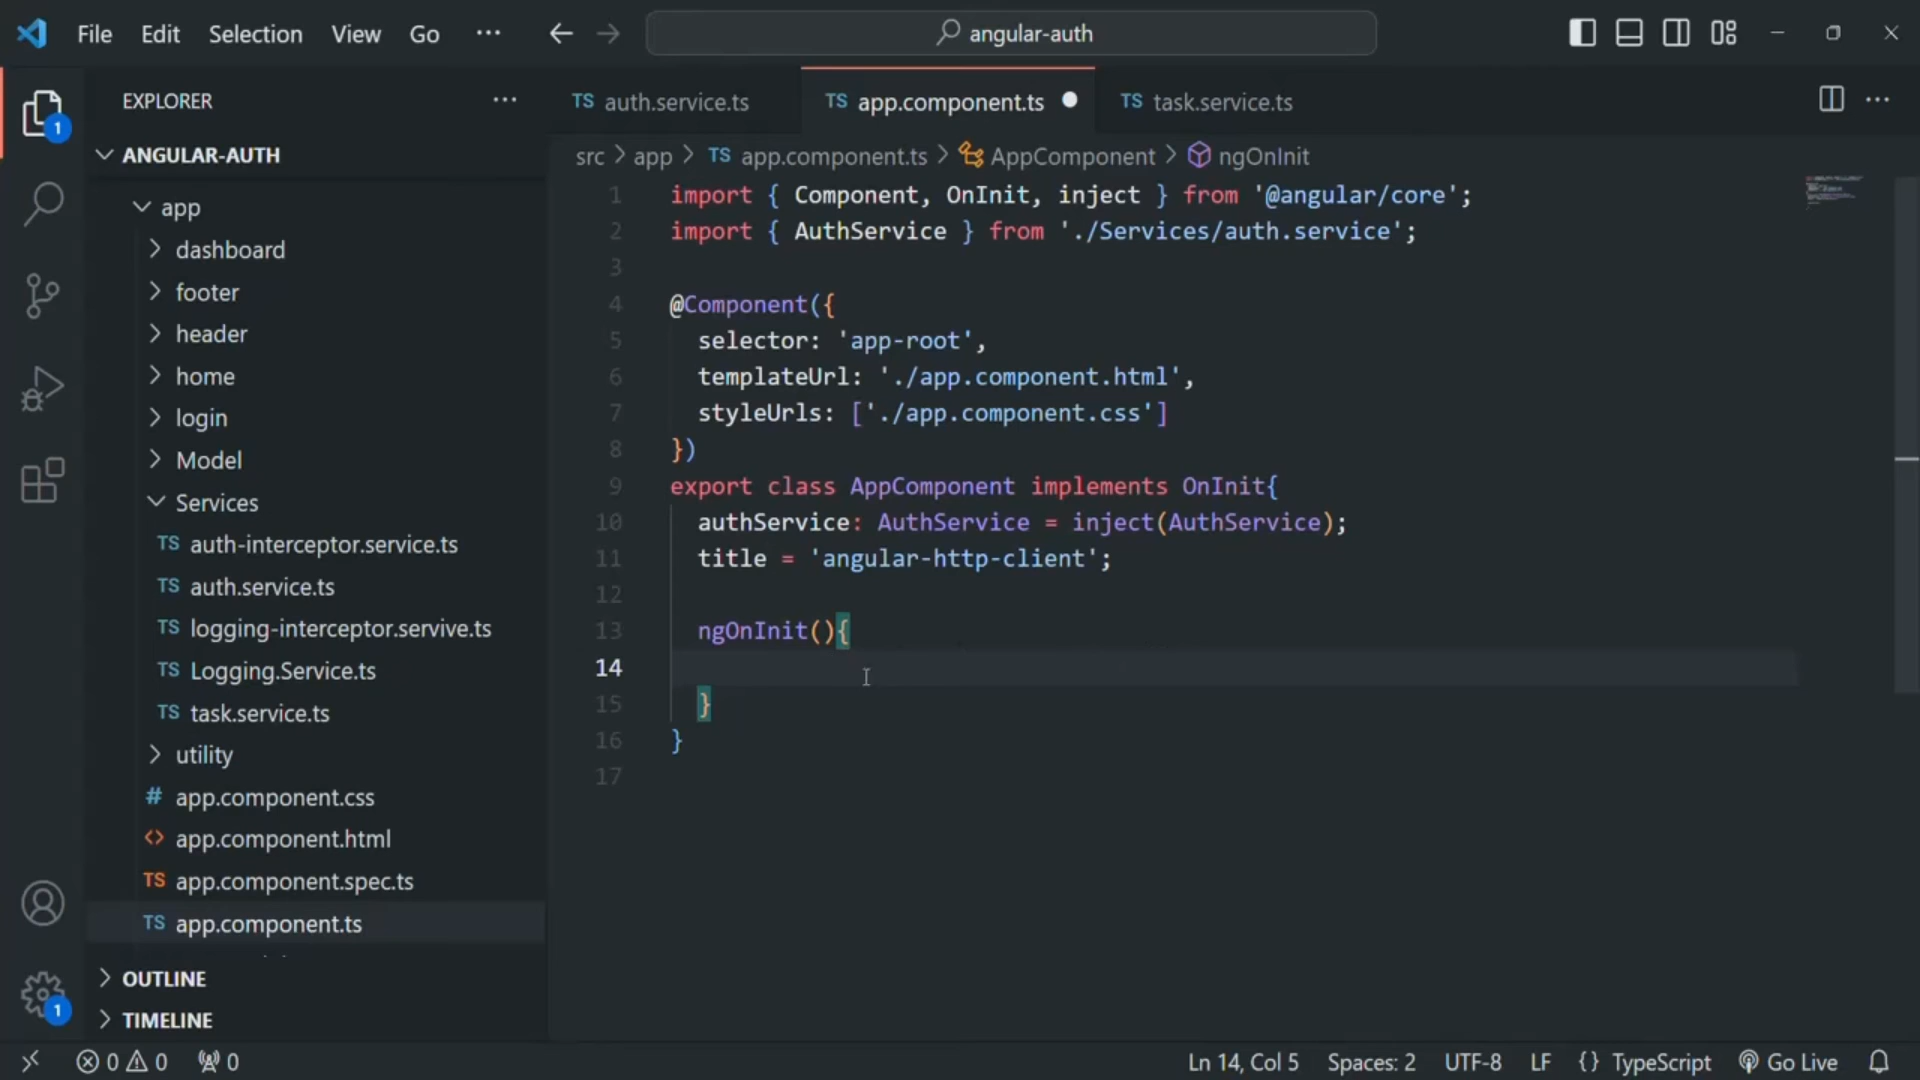 File Edit Selection View Go ··· angular-auth
EXPLORER ···
1
ANGULAR-AUTH
app
dashboard
footer
header
home
login
Model
Services
TS auth-interceptor.service.ts
TS auth.service.ts
TS logging-interceptor.servive.ts
TS Logging.Service.ts
TS task.service.ts
utility
# app.component.css
<> app.component.html
TS app.component.spec.ts
TS app.component.ts
OUTLINE
1
TIMELINE
TS auth.service.ts TS app.component.ts TS task.service.ts ···
src > app > TS app.component.ts > AppComponent > ngOnInit
1 import { Component, OnInit, inject } from '@angular/core';
2 import { AuthService } from './Services/auth.service';
3
4 @Component({
5 selector: 'app-root',
6 templateUrl: './app.component.html',
7 styleUrls: ['./app.component.css']
8 })
9 export class AppComponent implements OnInit{
10 authService: AuthService = inject(AuthService);
11 title = 'angular-http-client';
12
13 ngOnInit(){
14
15 }
16 }
17
0 0 0 Ln 14, Col 5 Spaces: 2 UTF-8 LF {} TypeScript Go Live